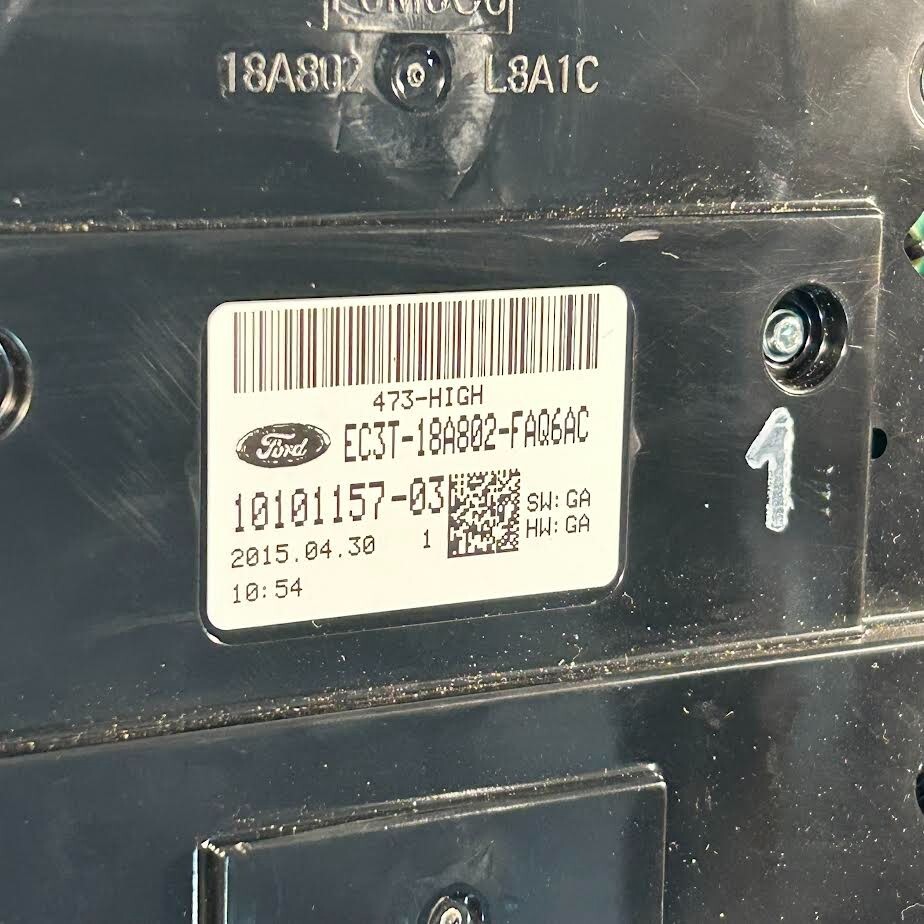 18A802 L8A1C
473-HIGH
Ford EC3T-18A802-FAQ6AC
10101157-03 SW:GA
HW:GA
2015.04.30 1
10:54
1